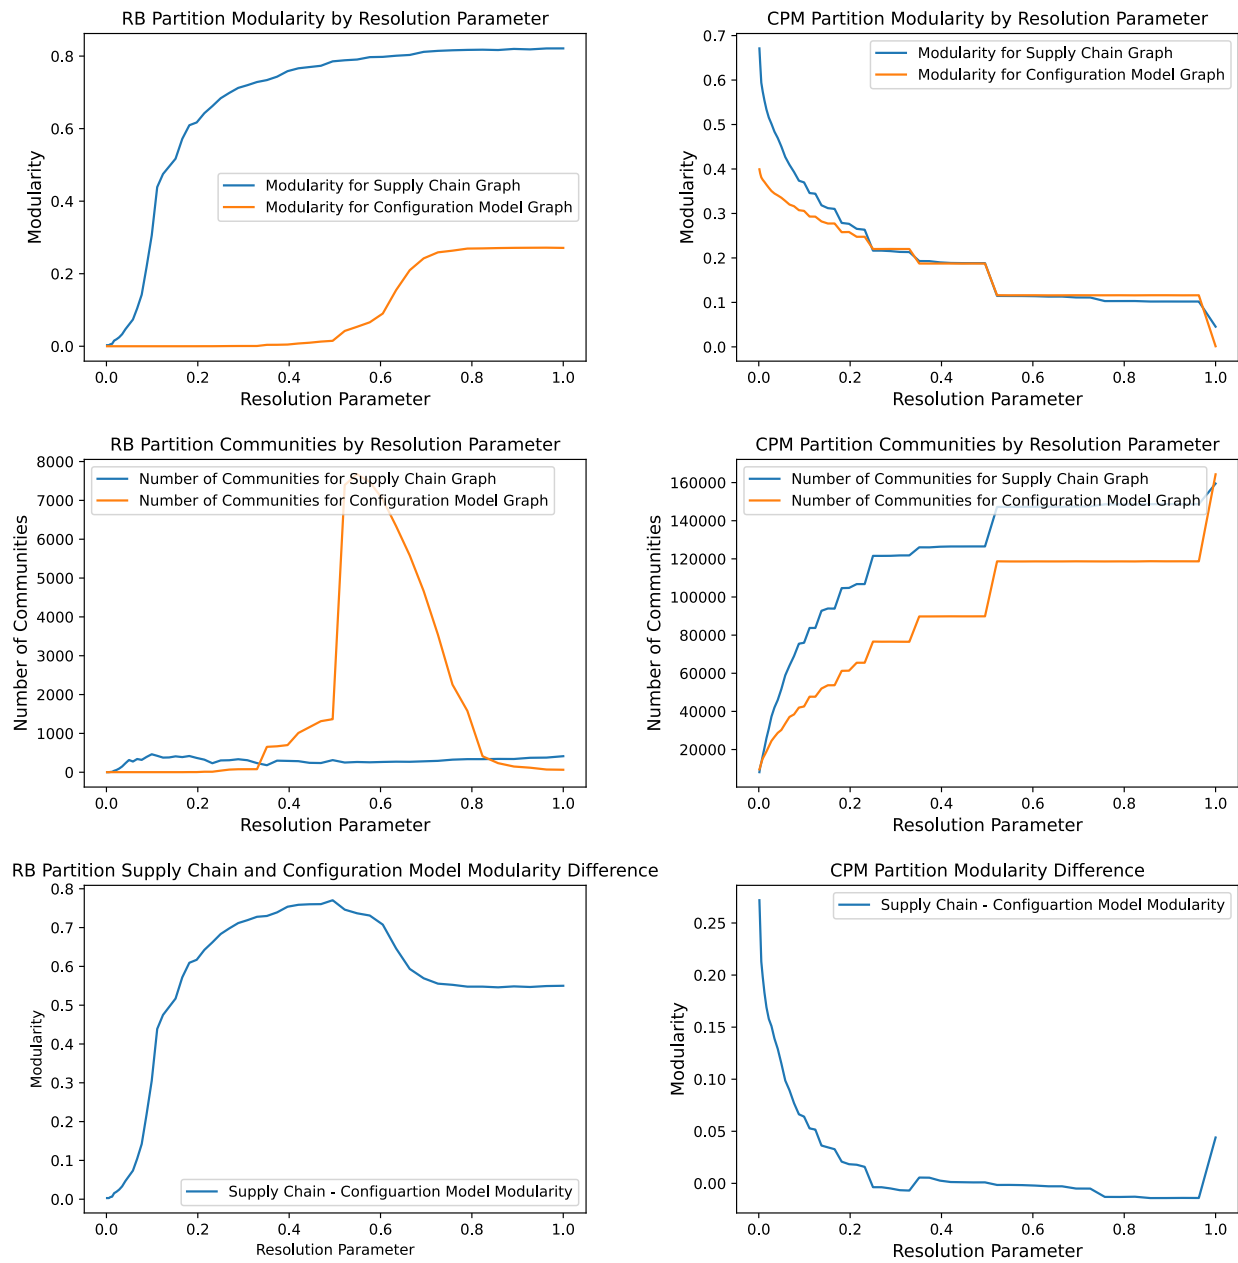 RB Partition Modularity by Resolution Parameter
Modularity
0.8
0.6
0.4
0.2
0.0
Modularity for Supply Chain Graph
Modularity for Configuration Model Graph
0.0 0.2 0.4 0.6 0.8 1.0
Resolution Parameter
CPM Partition Modularity by Resolution Parameter
Modularity
0.7
0.6
0.5
0.4
0.3
0.2
0.1
0.0
Modularity for Supply Chain Graph
Modularity for Configuration Model Graph
0.0 0.2 0.4 0.6 0.8 1.0
Resolution Parameter
RB Partition Communities by Resolution Parameter
Number of Communities
8000
7000
6000
5000
4000
3000
2000
1000
0
Number of Communities for Supply Chain Graph
Number of Communities for Configuration Model Graph
0.0 0.2 0.4 0.6 0.8 1.0
Resolution Parameter
CPM Partition Communities by Resolution Parameter
Number of Communities
160000
140000
120000
100000
80000
60000
40000
20000
Number of Communities for Supply Chain Graph
Number of Communities for Configuration Model Graph
0.0 0.2 0.4 0.6 0.8 1.0
Resolution Parameter
RB Partition Supply Chain and Configuration Model Modularity Difference
Modularity
0.8
0.7
0.6
0.5
0.4
0.3
0.2
0.1
0.0
Supply Chain - Configuartion Model Modularity
0.0 0.2 0.4 0.6 0.8 1.0
Resolution Parameter
CPM Partition Modularity Difference
Modularity
0.25
0.20
0.15
0.10
0.05
0.00
Supply Chain - Configuartion Model Modularity
0.0 0.2 0.4 0.6 0.8 1.0
Resolution Parameter